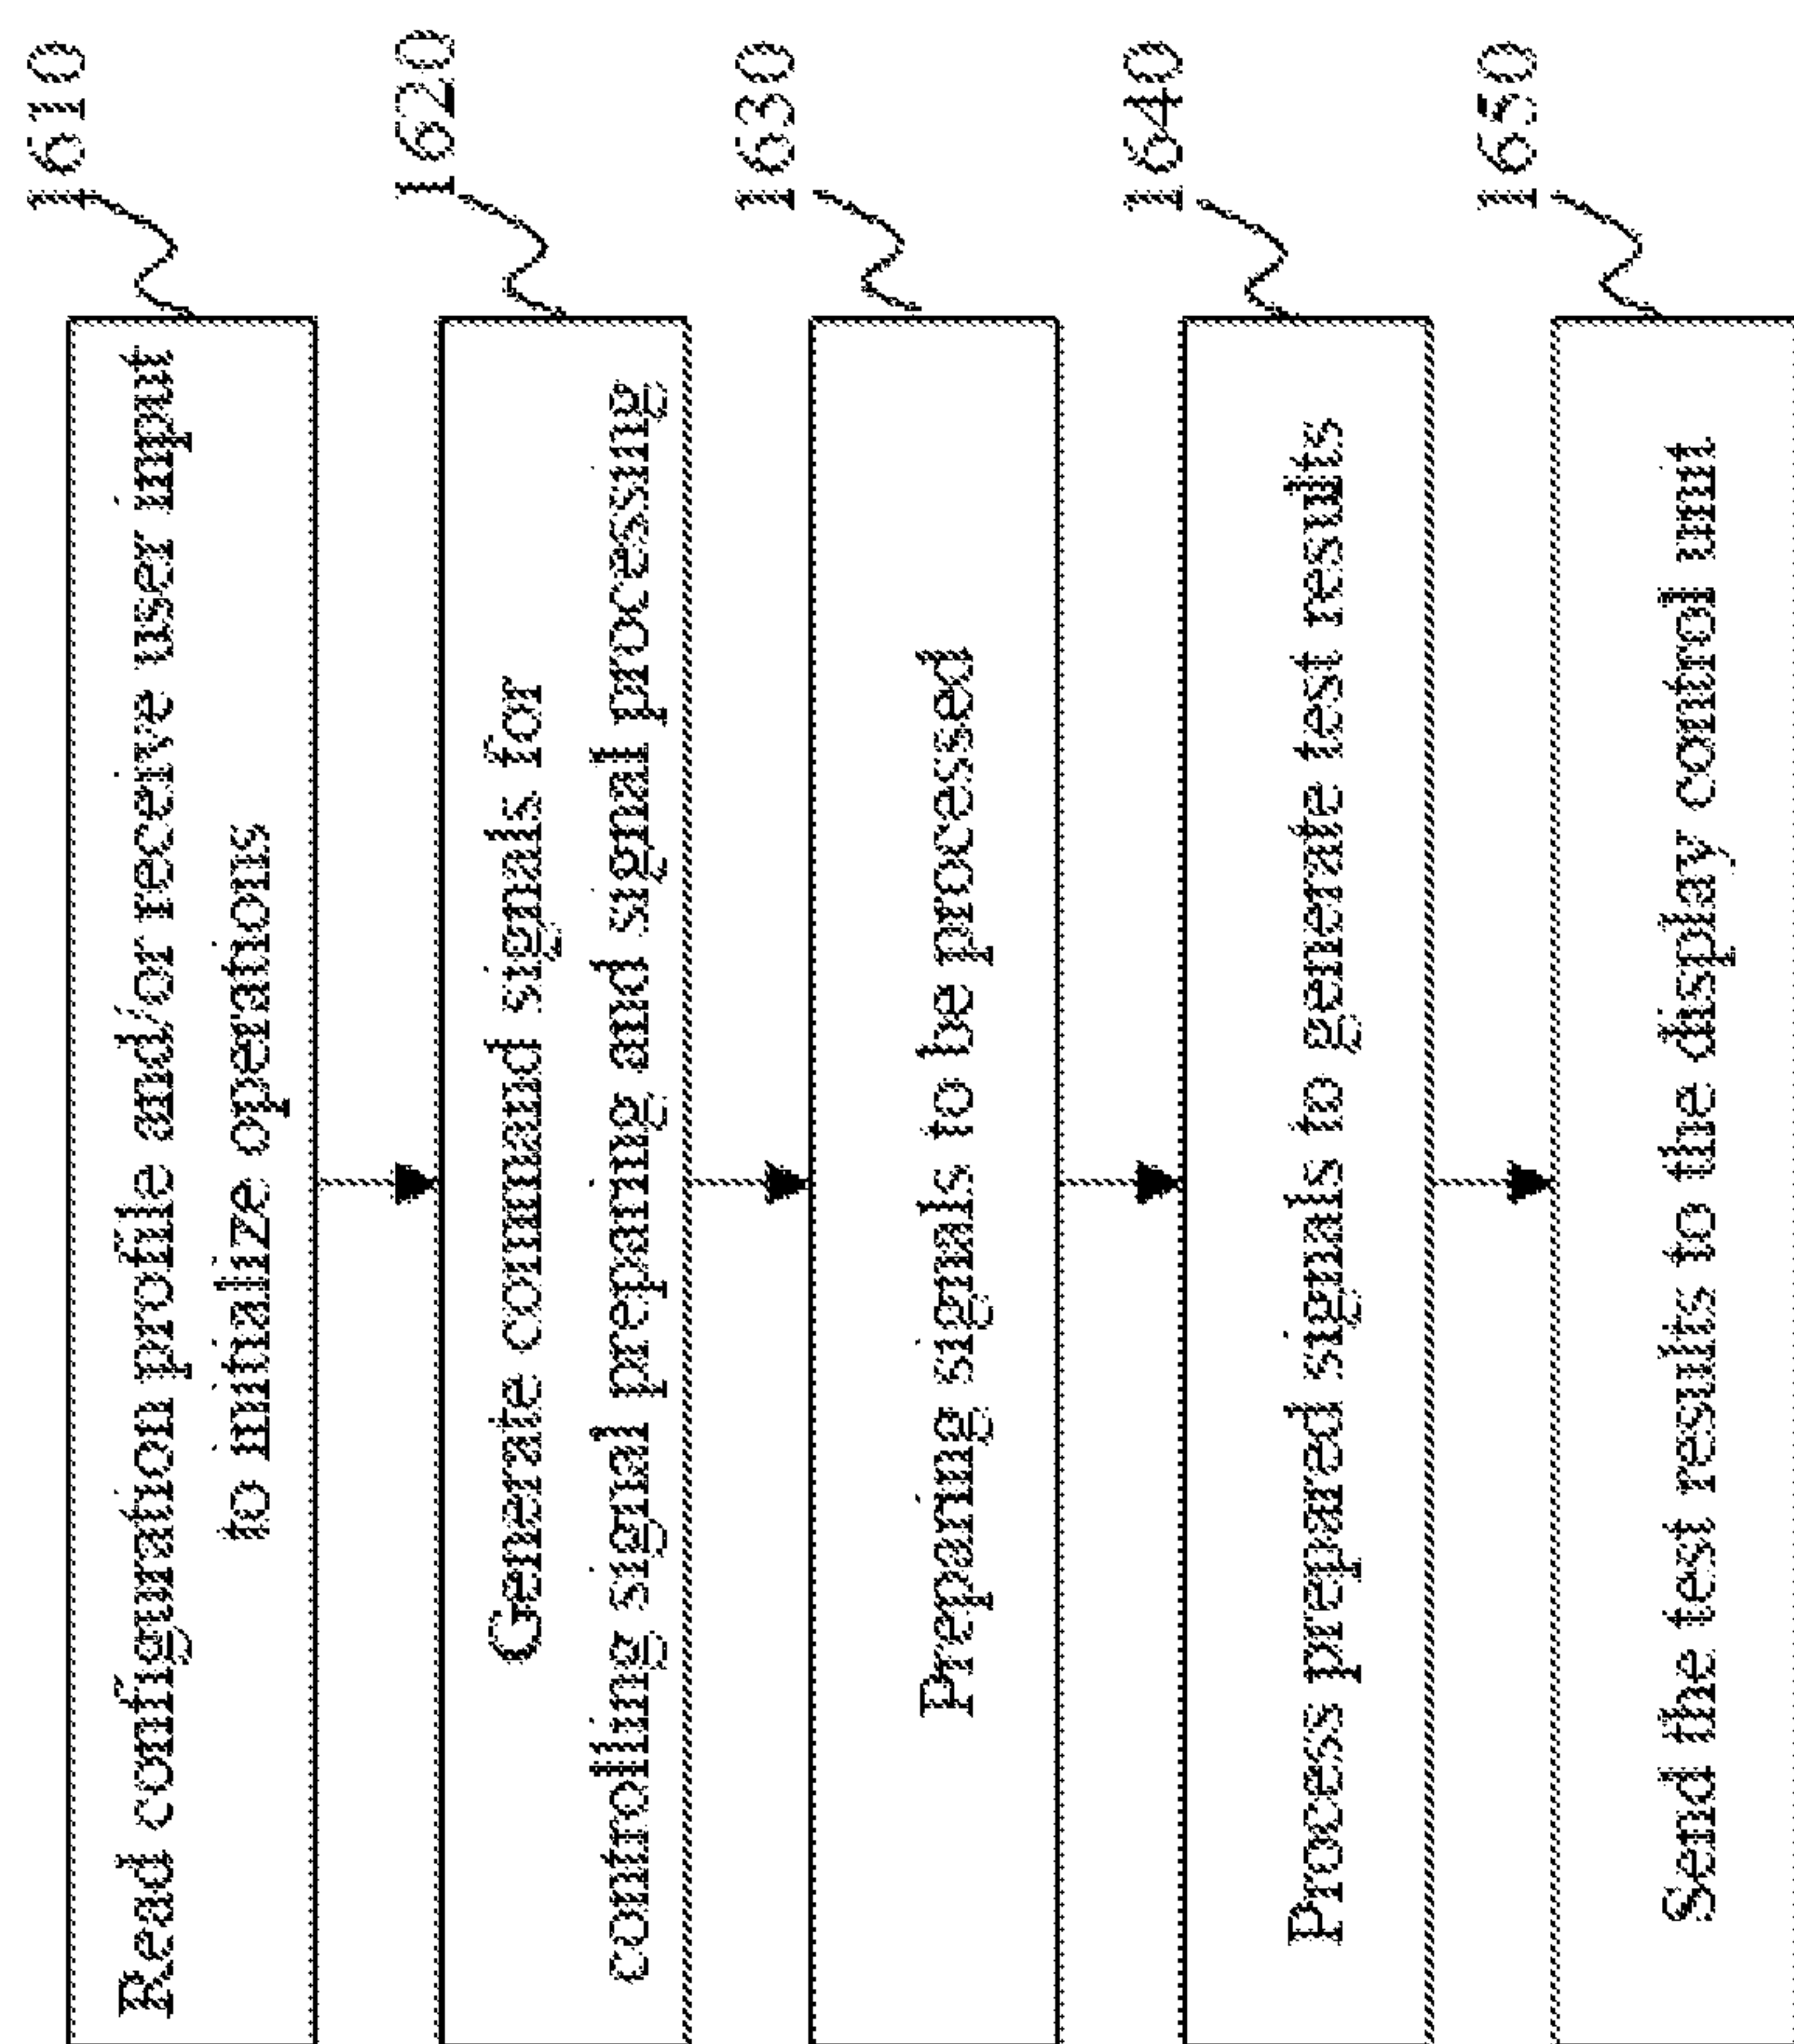 1610
Read configuration profile and/or receive user input
to initialize operations
1620
Generate command signals for
controlling signal preparing and signal processing
1630
Preparing signals to be processed
1640
Process prepared signals to generate test results
1650
Send the test results to the display control unit